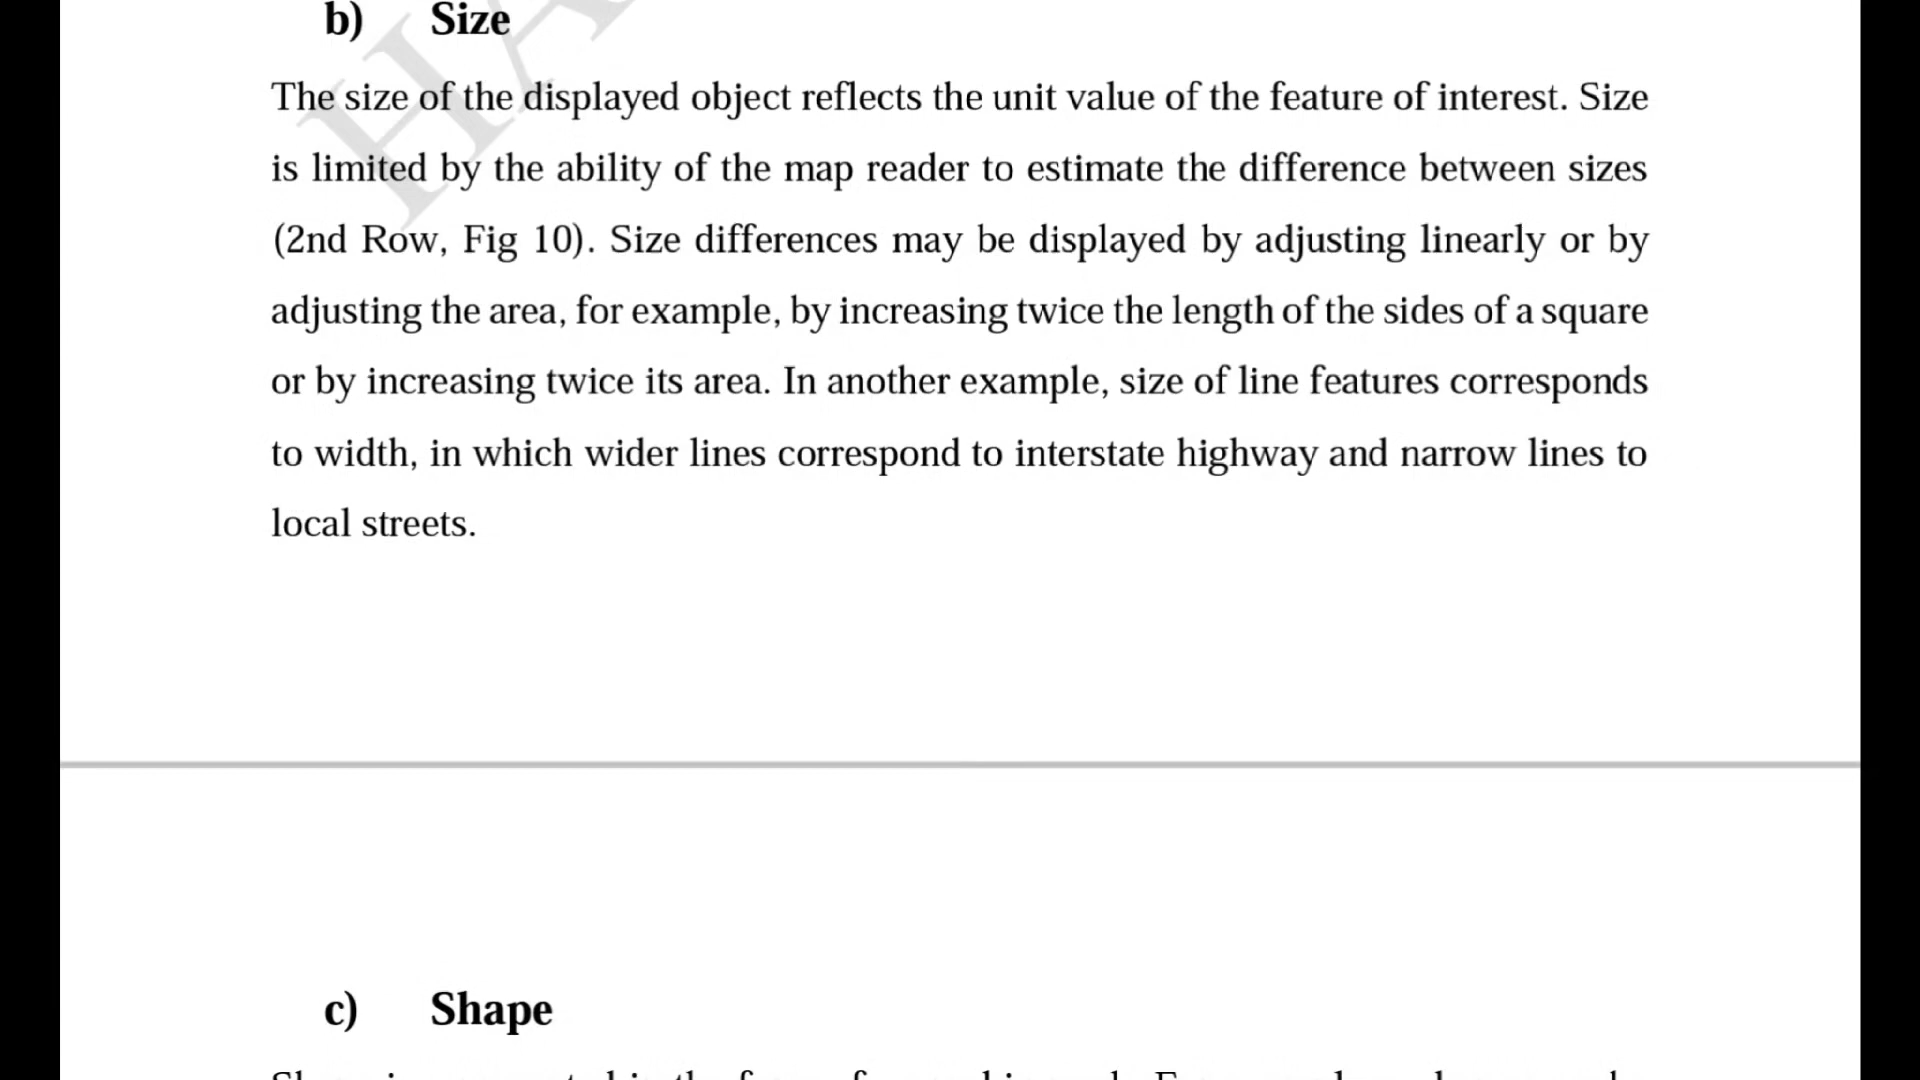 b) Size
The size of the displayed object reflects the unit value of the feature of interest. Size
is limited by the ability of the map reader to estimate the difference between sizes
(2nd Row, Fig 10). Size differences may be displayed by adjusting linearly or by
adjusting the area, for example, by increasing twice the length of the sides of a square
or by increasing twice its area. In another example, size of line features corresponds
to width, in which wider lines correspond to interstate highway and narrow lines to
local streets.
c) Shape